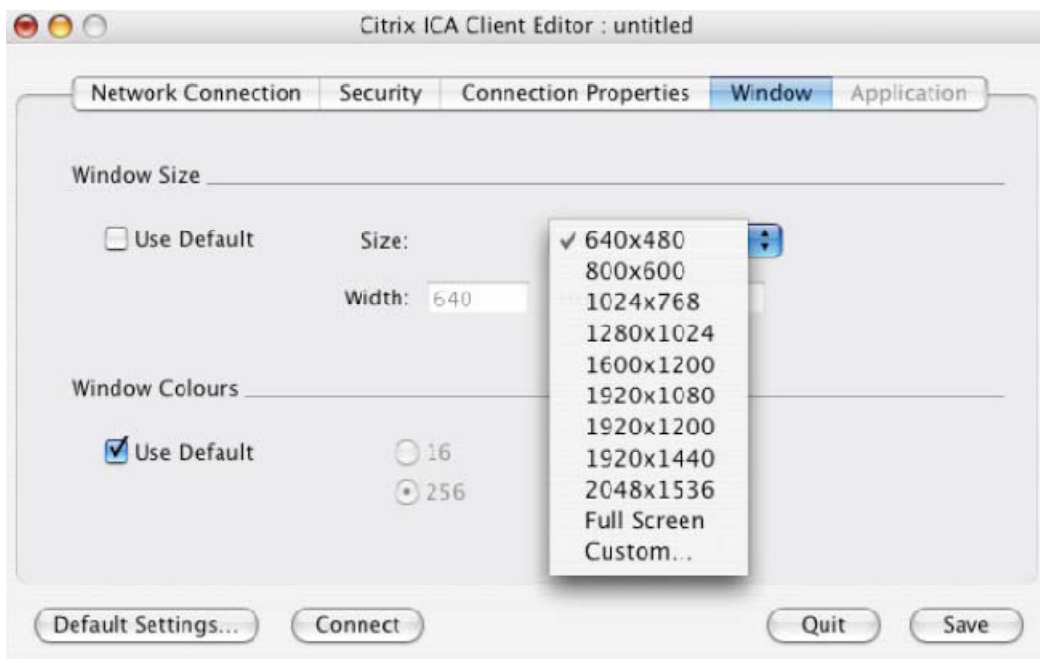 Citrix ICA Client Editor : untitled
Network Connection Security Connection Properties Window Application
Window Size
Use Default Size:
640x480
800x600
1024x768
1280x1024
1600x1200
1920x1080
1920x1200
1920x1440
2048x1536
Full Screen
Custom...
Width: 640
Window Colours
Use Default 16
256
Default Settings... Connect Quit Save